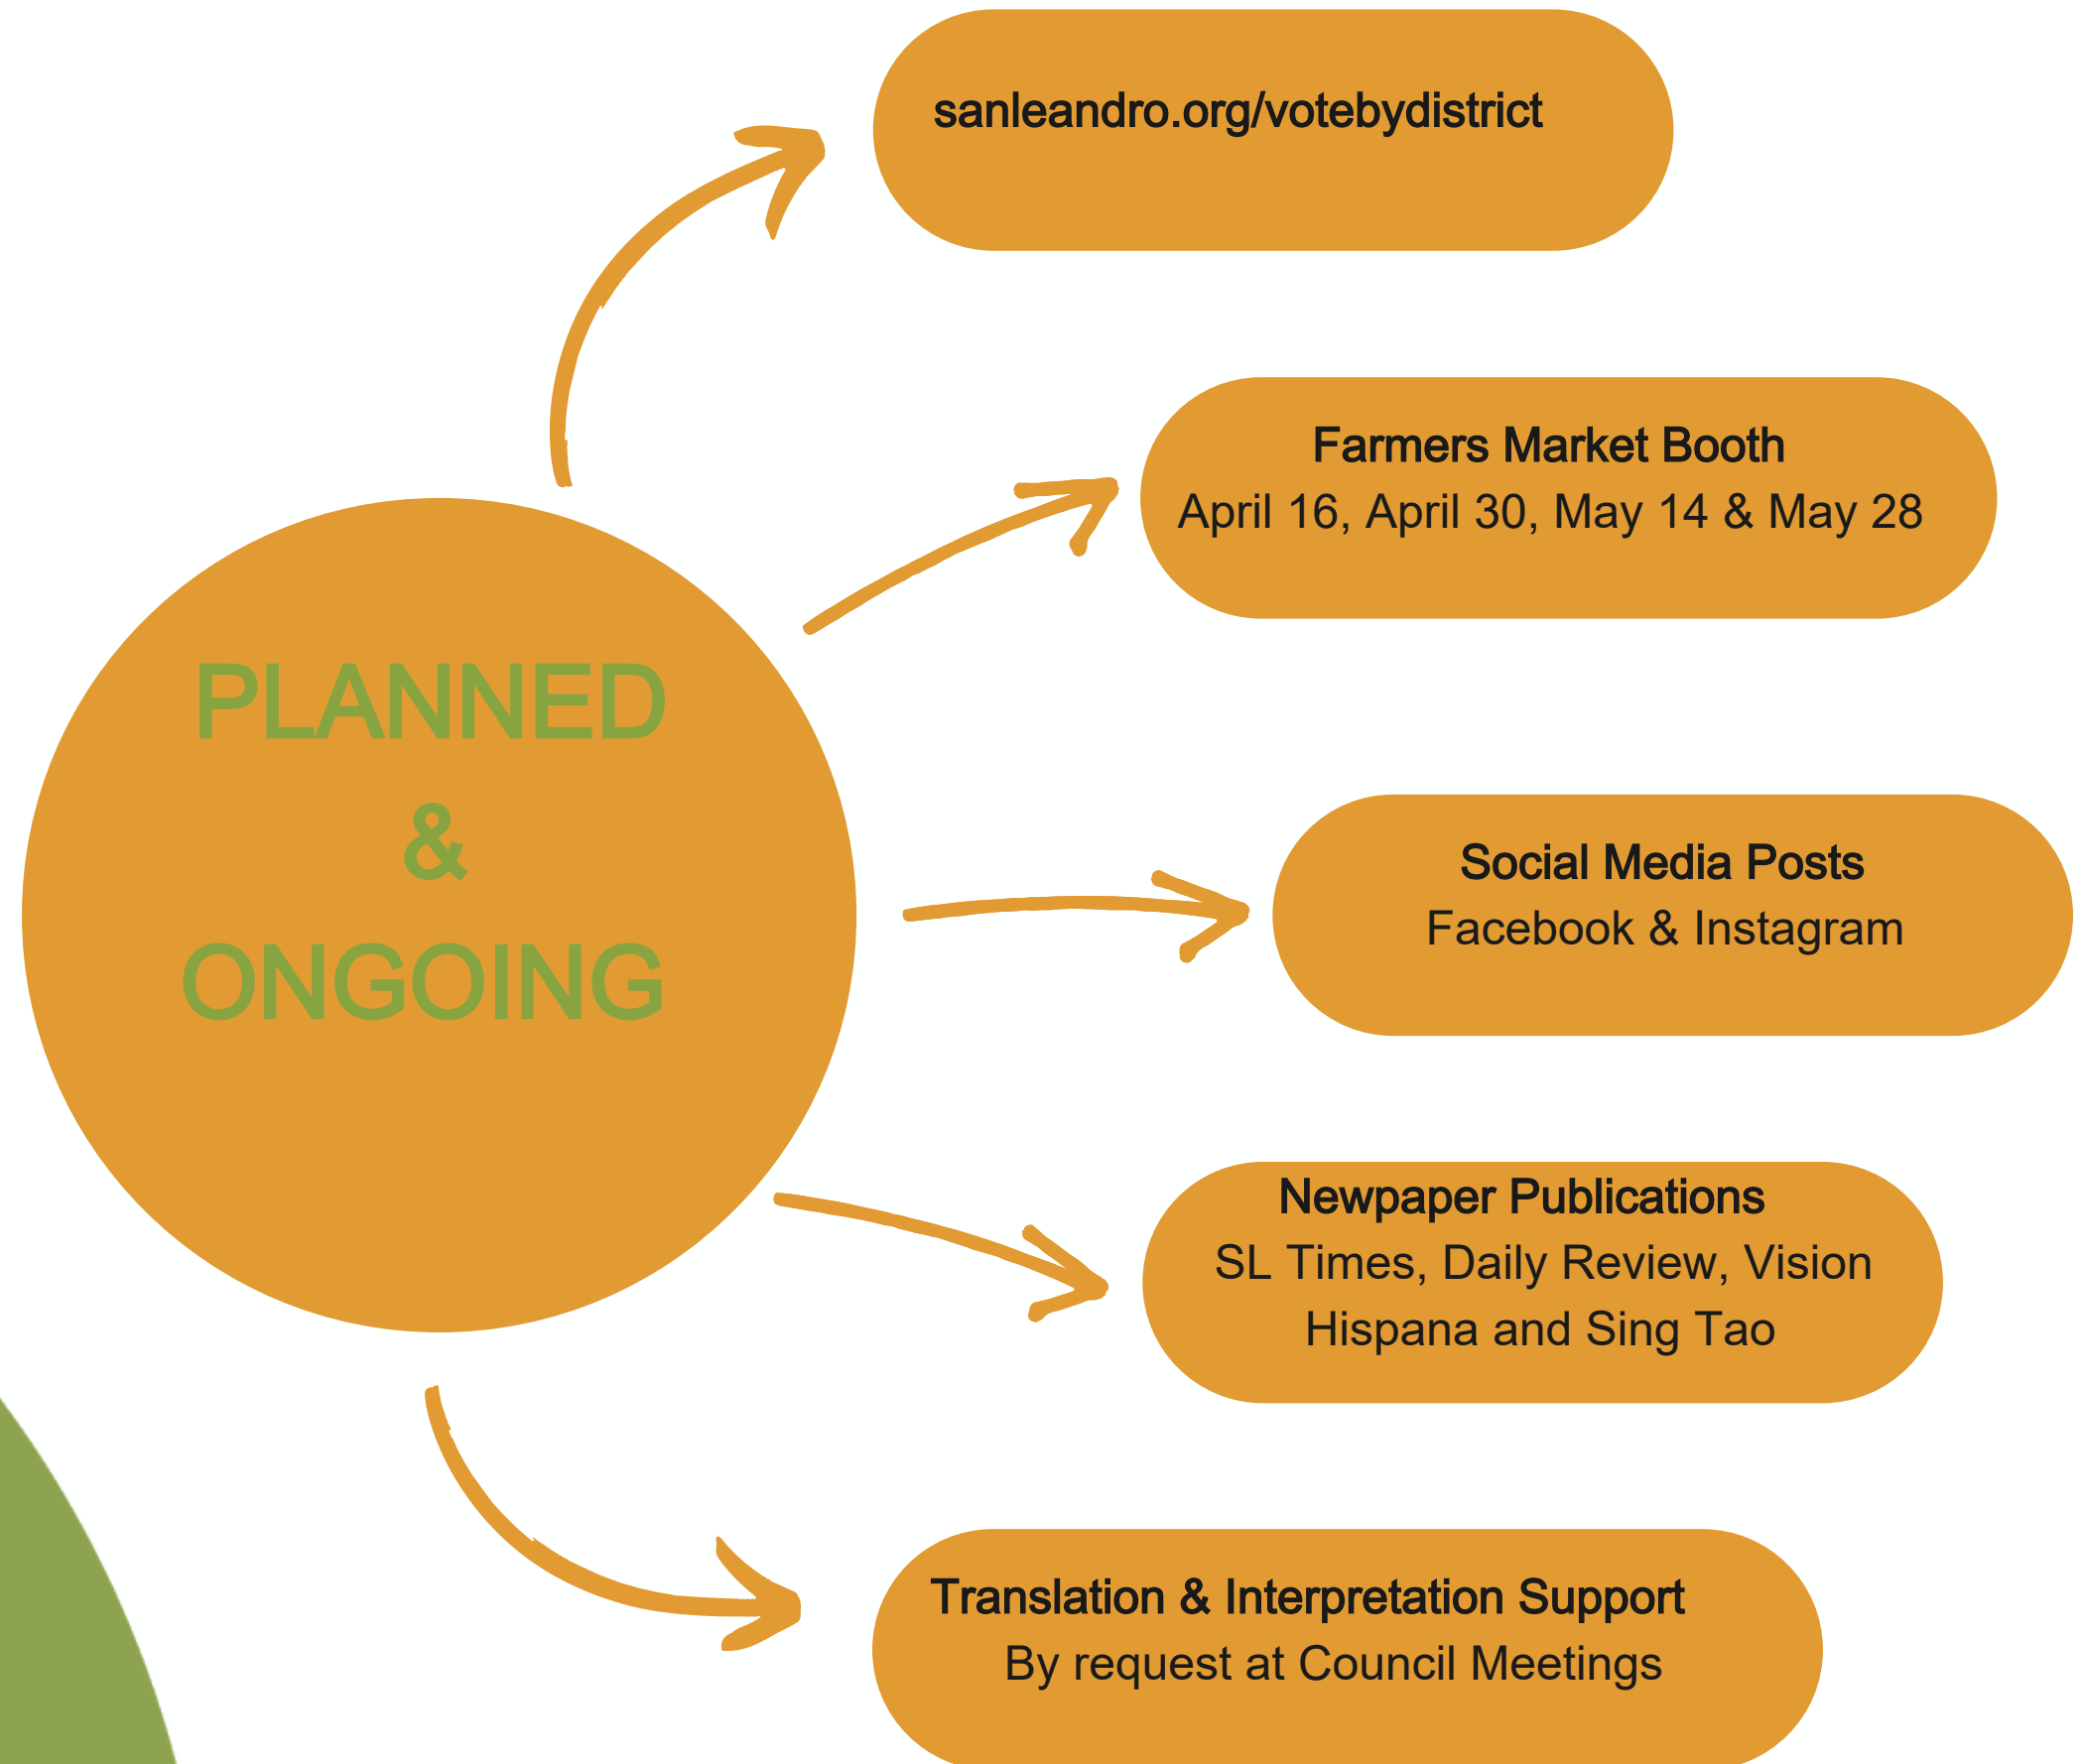 sanleandro.org/votebydistrict
Farmers Market Booth
April 16, April 30, May 14 & May 28
PLANNED
&
ONGOING
Social Media Posts
Facebook & Instagram
Newpaper Publications
SL Times, Daily Review, Vision
Hispana and Sing Tao
Translation & Interpretation Support
By request at Council Meetings